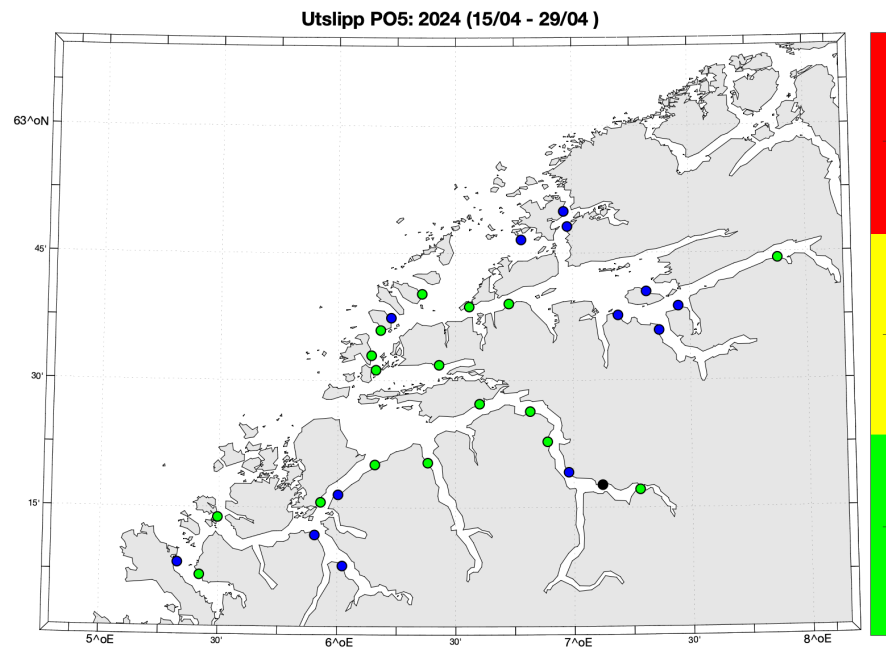 Utslipp PO5: 2024 (15/04 - 29/04 )
63^oN
45'
30'
15'
5^oE
30'
6^oE
30'
7^oE
30'
8^oE